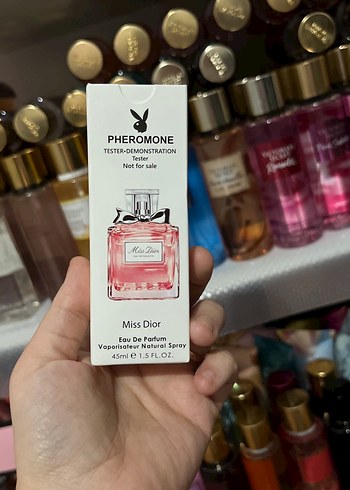 PHEROMONE
TESTER-DEMONSTRATION
Tester
Not for sale
Miss Dior
Miss Dior
Eau De Parfum
Vaporisateur Natural Spray
45ml e 1.5 FL.OZ.